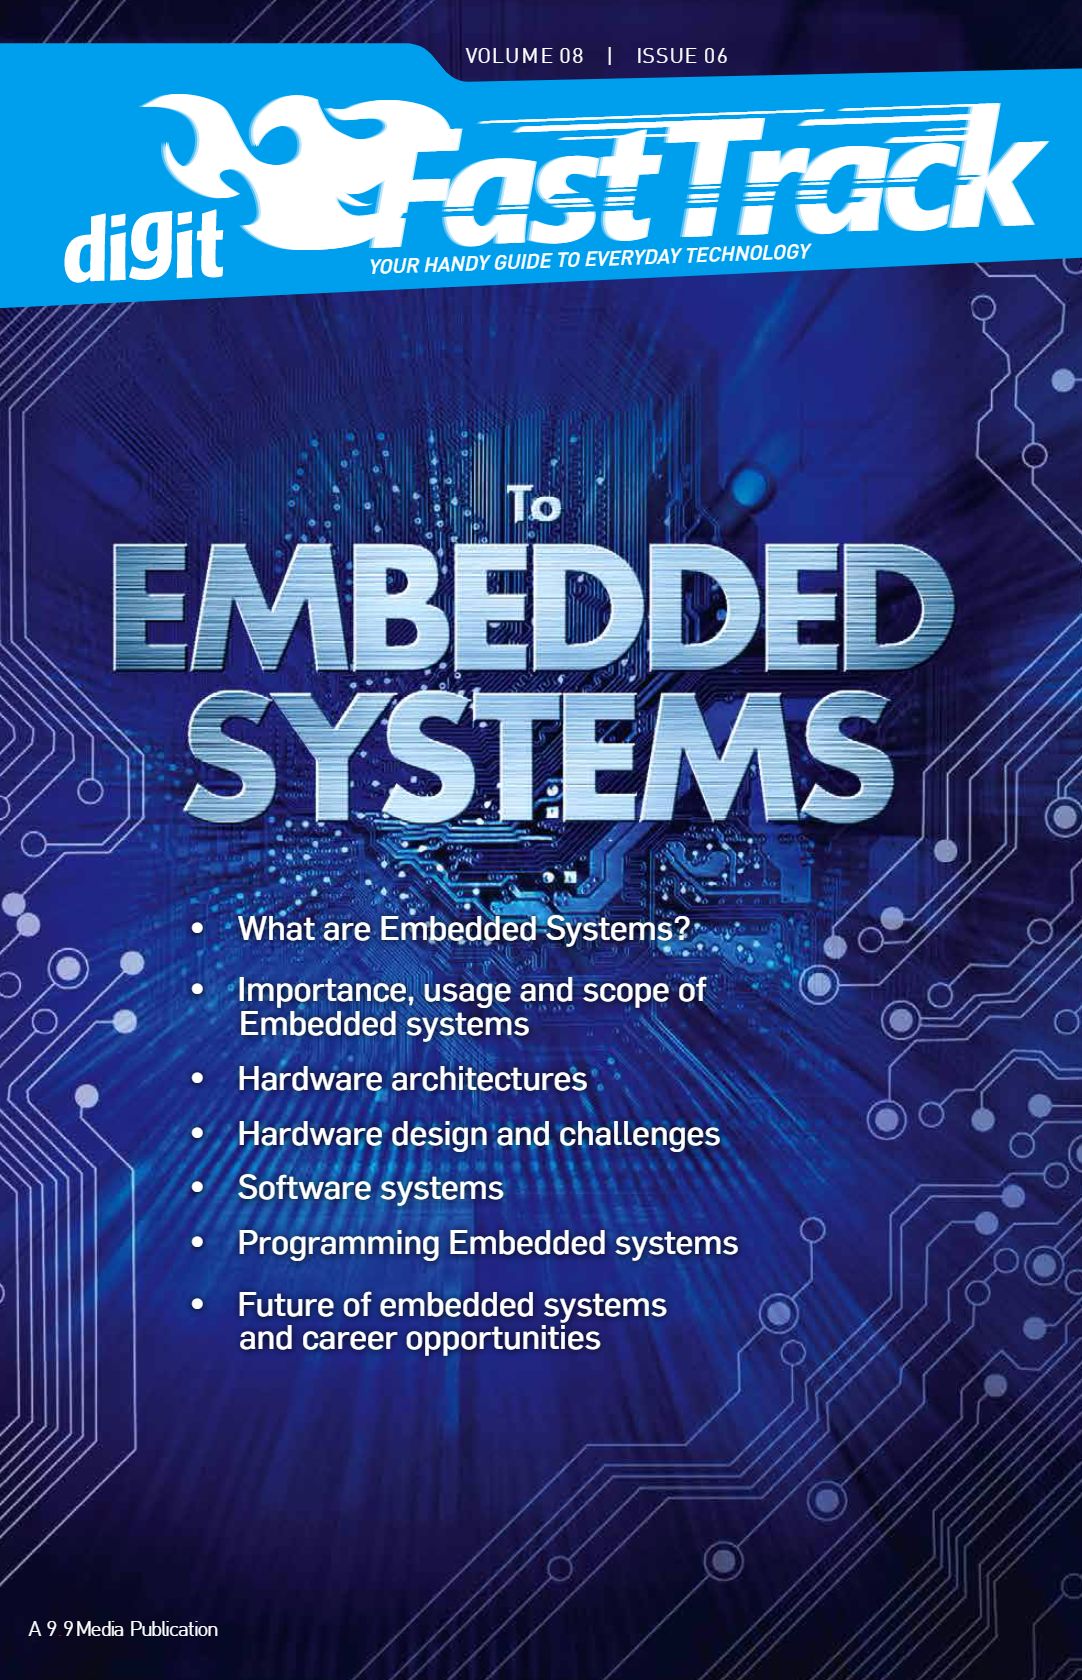 VOLUME 08 | ISSUE 06
digit
Fast Track
YOUR HANDY GUIDE TO EVERYDAY TECHNOLOGY
To
EMBEDDED
SYSTEMS
• What are Embedded Systems?
• Importance, usage and scope of
Embedded systems
• Hardware architectures
• Hardware design and challenges
• Software systems
• Programming Embedded systems
• Future of embedded systems
and career opportunities
A 9.9 Media Publication